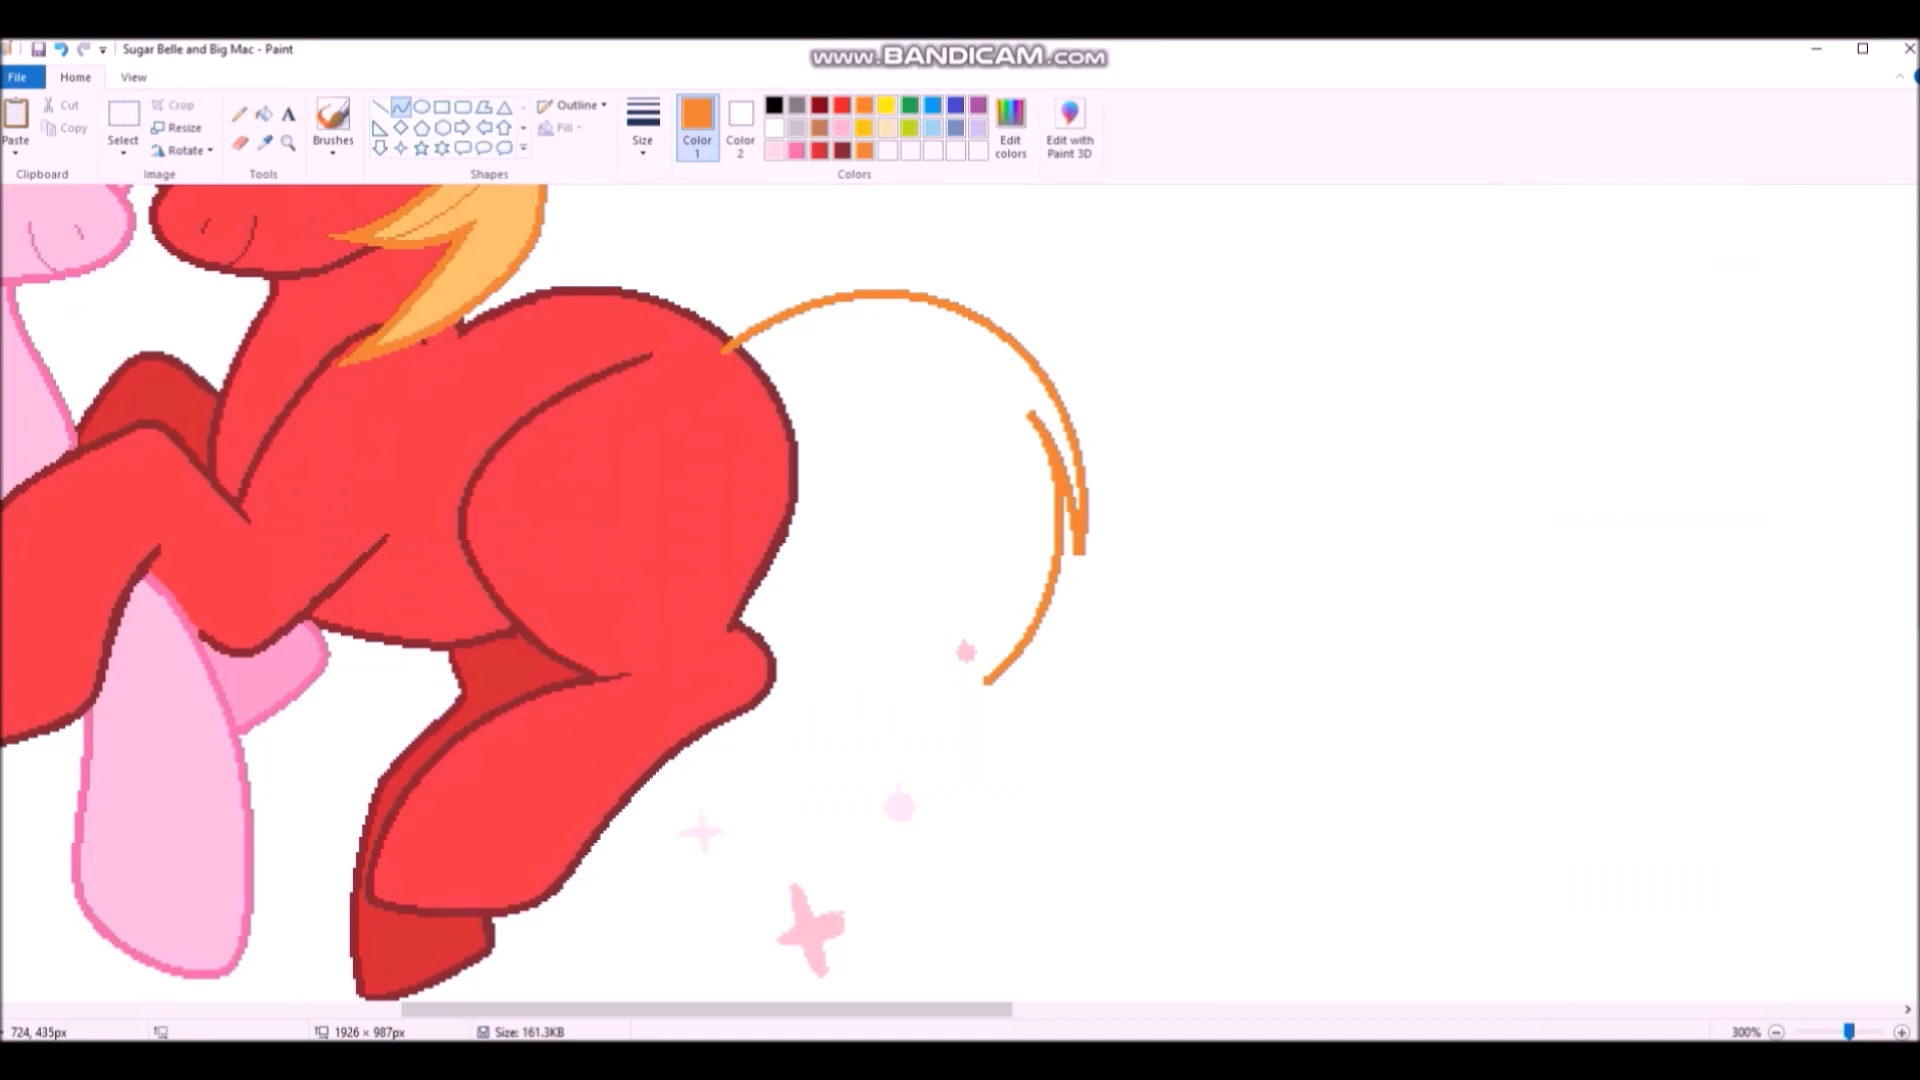 Sugar Belle and Big Mac - Paint
www.BANDICAM.com
File Home View
Paste
Cut
Copy
Clipboard
Select
Crop
Resize
Rotate
Image
Tools
Brushes
Shapes
Outline
Fill
Size
Color 1
Color 2
Colors
Edit colors
Edit with Paint 3D
724, 435px
1926 × 987px
Size: 161.3KB
300%